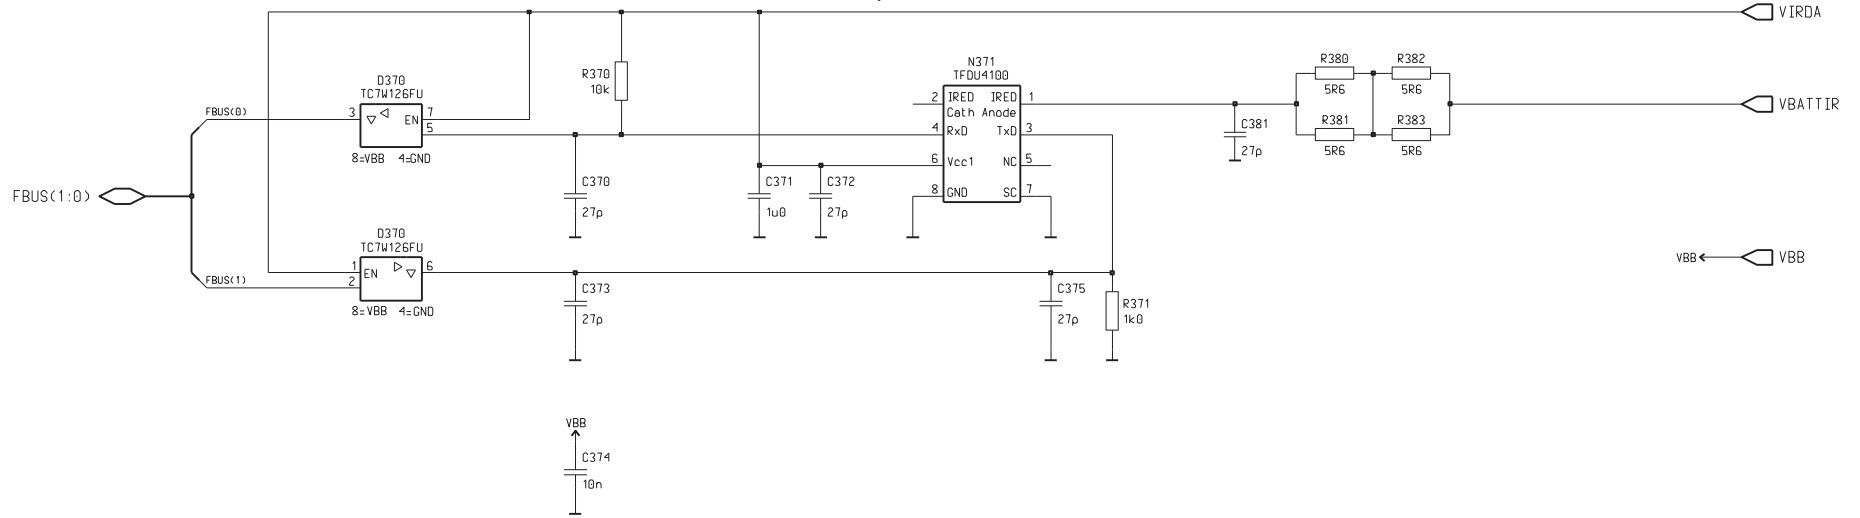 VIRDA
R370
10k
D370
TC7W126FU
FBUS(0)
3
EN
7
5
8=VBB 4=GND
N371
TFDU4100
2 IRED IRED 1
Cath Anode
4 RxD TxD 3
6 Vcc1 NC 5
8 GND SC 7
R380
5R6
R382
5R6
C381
27p
R381
5R6
R383
5R6
VBATTIR
FBUS(1:0)
C370
27p
C371
1u0
C372
27p
D370
TC7W126FU
FBUS(1)
1
2
EN
6
8=VBB 4=GND
C373
27p
C375
27p
R371
1k0
VBB
VBB
VBB
C374
10n